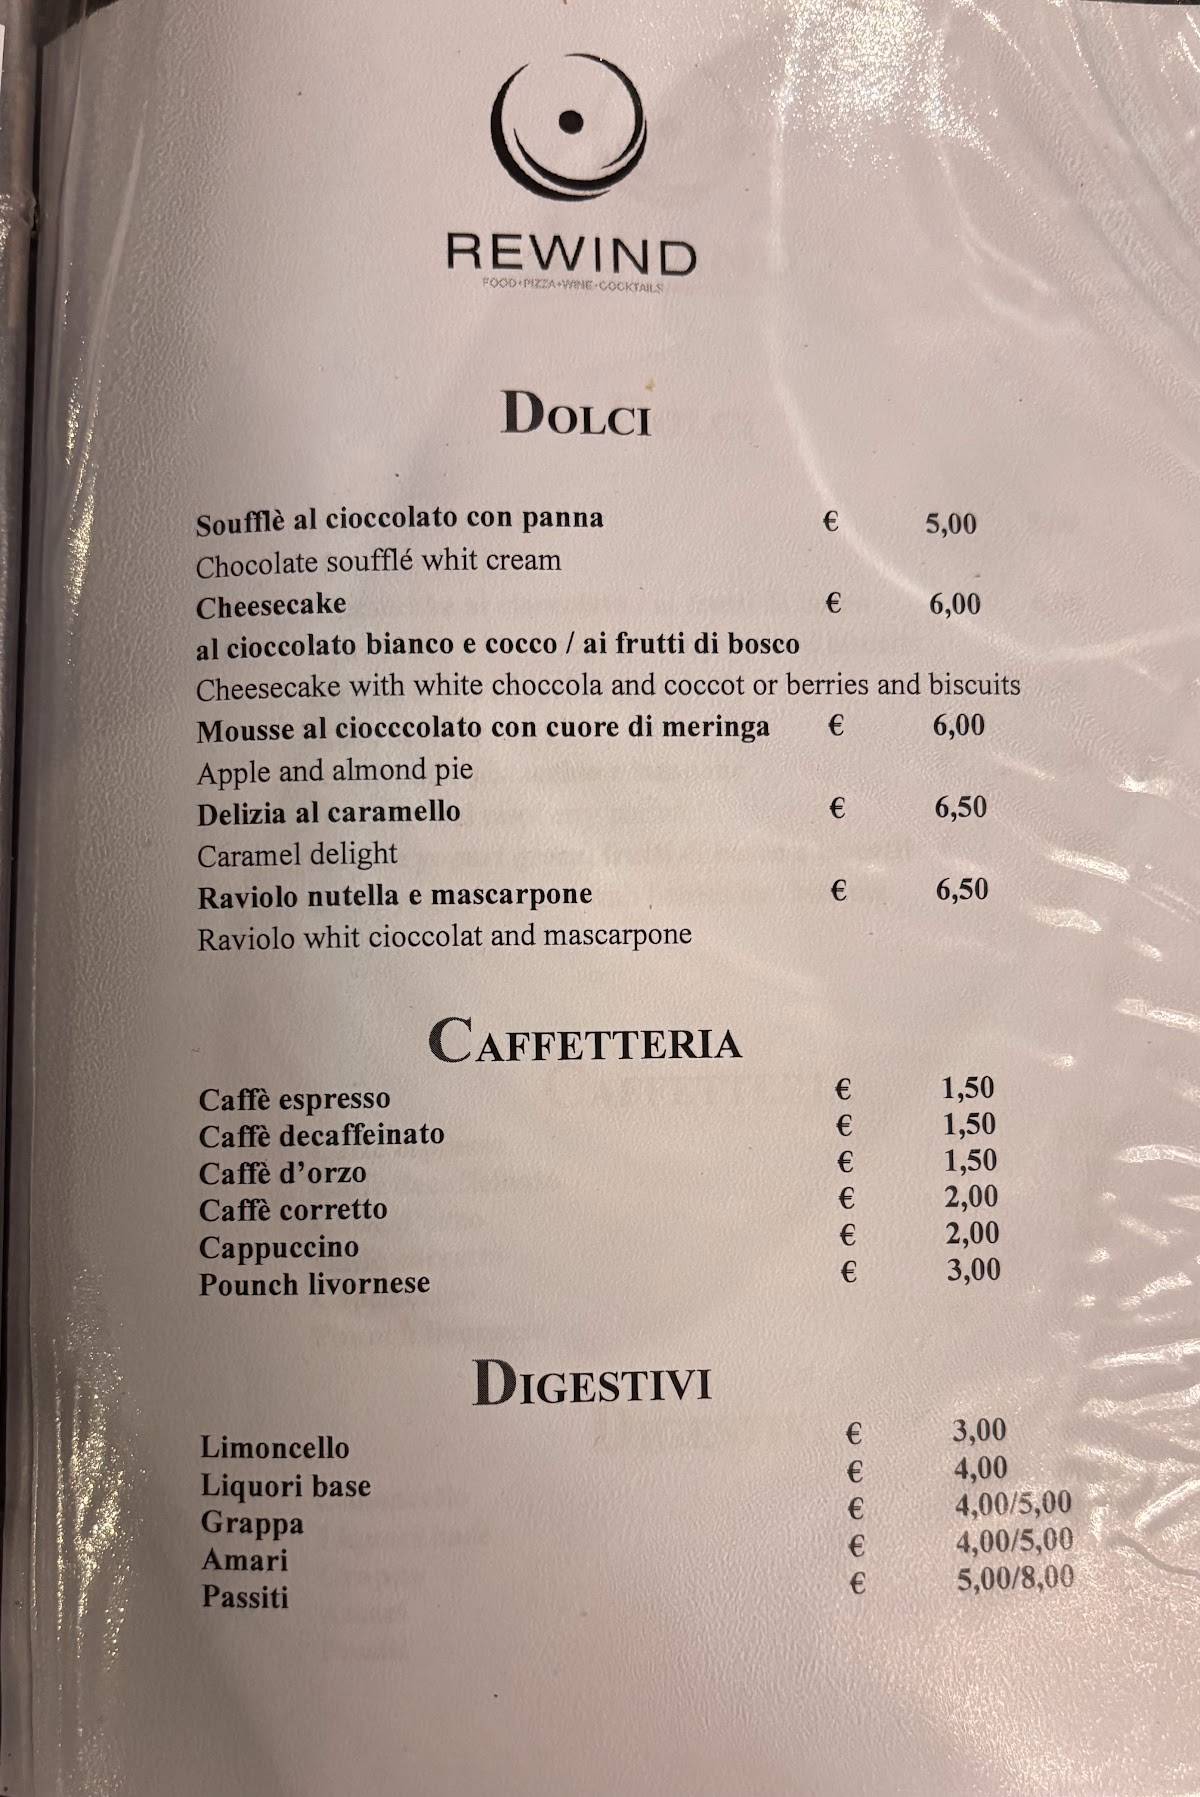 REWIND
FOOD•PIZZA•WINE•COCKTAILS
DOLCI
Soufflè al cioccolato con panna € 5,00
Chocolate soufflé whit cream
Cheesecake € 6,00
al cioccolato bianco e cocco / ai frutti di bosco
Cheesecake with white choccola and coccot or berries and biscuits
Mousse al ciocccolato con cuore di meringa € 6,00
Apple and almond pie
Delizia al caramello € 6,50
Caramel delight
Raviolo nutella e mascarpone € 6,50
Raviolo whit cioccolat and mascarpone
CAFFETTERIA
Caffè espresso € 1,50
Caffè decaffeinato € 1,50
Caffè d’orzo € 1,50
Caffè corretto € 2,00
Cappuccino € 2,00
Pounch livornese € 3,00
DIGESTIVI
Limoncello € 3,00
Liquori base € 4,00
Grappa € 4,00/5,00
Amari € 4,00/5,00
Passiti € 5,00/8,00